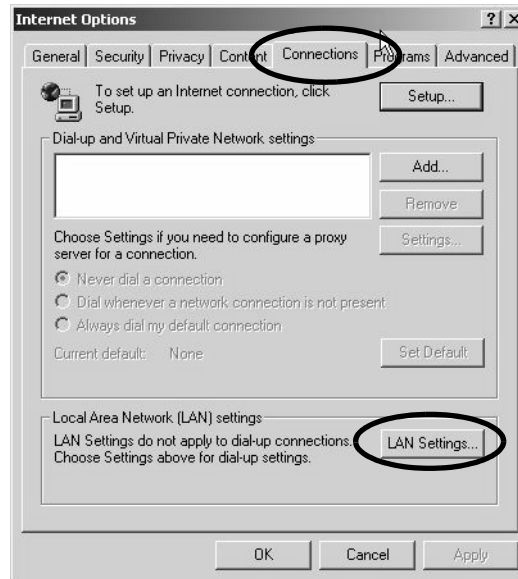 Internet Options
General Security Privacy Content Connections Programs Advanced
To set up an Internet connection, click
Setup.
Setup...
Dial-up and Virtual Private Network settings
Add...
Remove
Choose Settings if you need to configure a proxy
server for a connection.
Settings...
Never dial a connection
Dial whenever a network connection is not present
Always dial my default connection
Current default: None
Set Default
Local Area Network (LAN) settings
LAN Settings do not apply to dial-up connections.
Choose Settings above for dial-up settings.
LAN Settings...
OK Cancel Apply